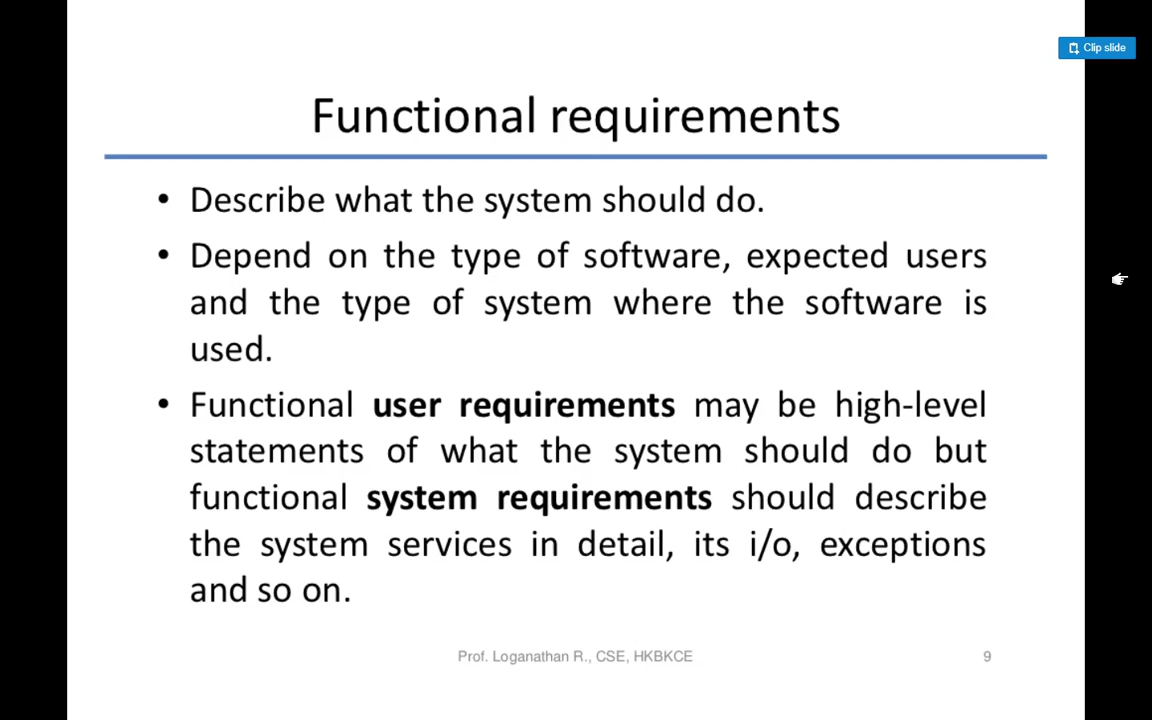 Clip slide
Functional requirements
• Describe what the system should do.
• Depend on the type of software, expected users
and the type of system where the software is
used.
• Functional user requirements may be high-level
statements of what the system should do but
functional system requirements should describe
the system services in detail, its i/o, exceptions
and so on.
Prof. Loganathan R., CSE, HKBKCE 9